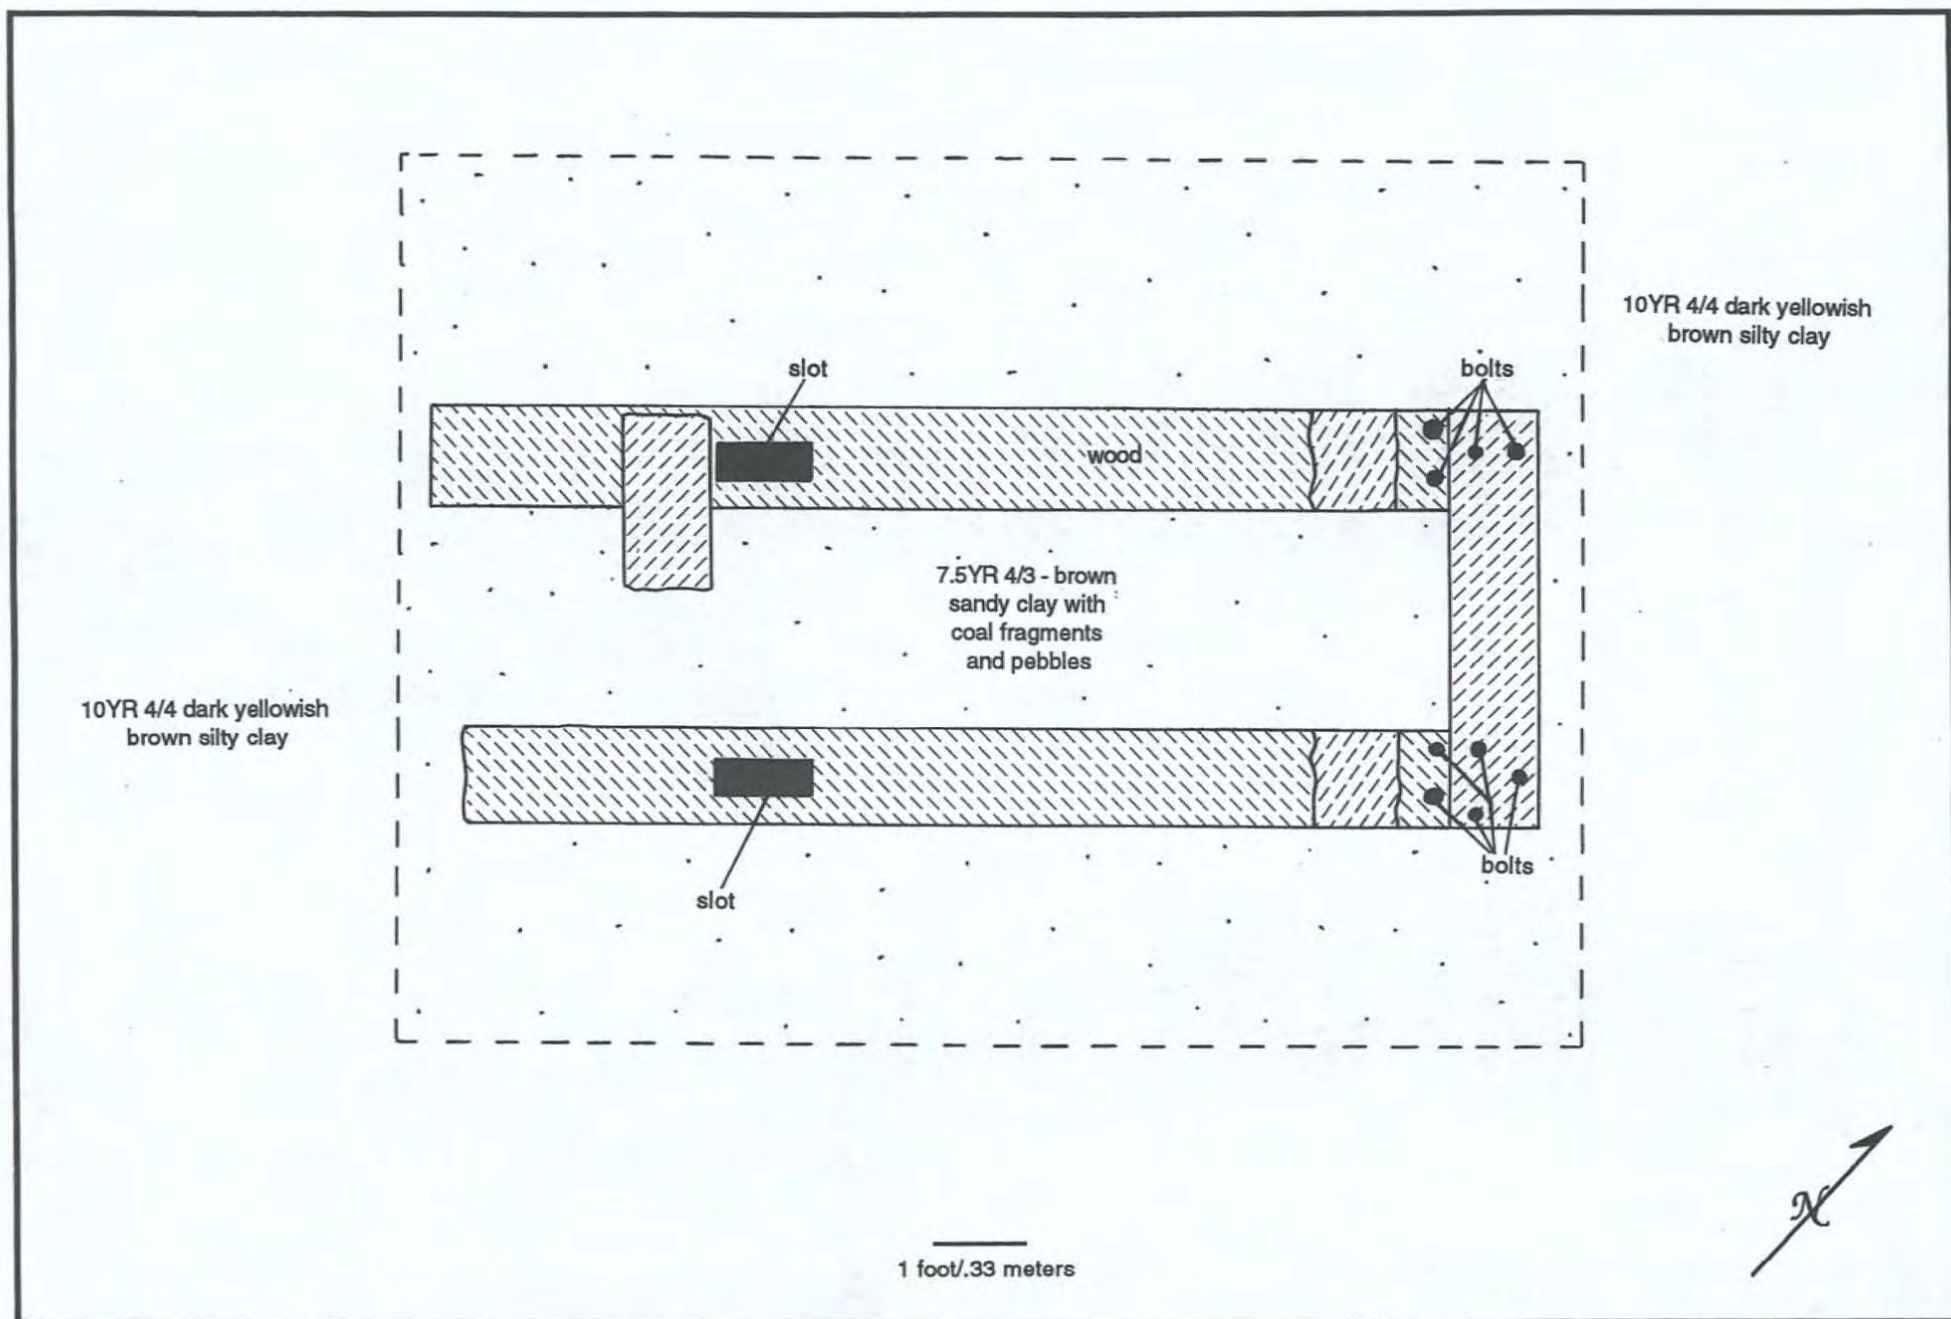 10YR 4/4 dark yellowish
brown silty clay
slot
bolts
wood
7.5YR 4/3 - brown
sandy clay with
coal fragments
and pebbles
10YR 4/4 dark yellowish
brown silty clay
bolts
slot
N
1 foot/.33 meters